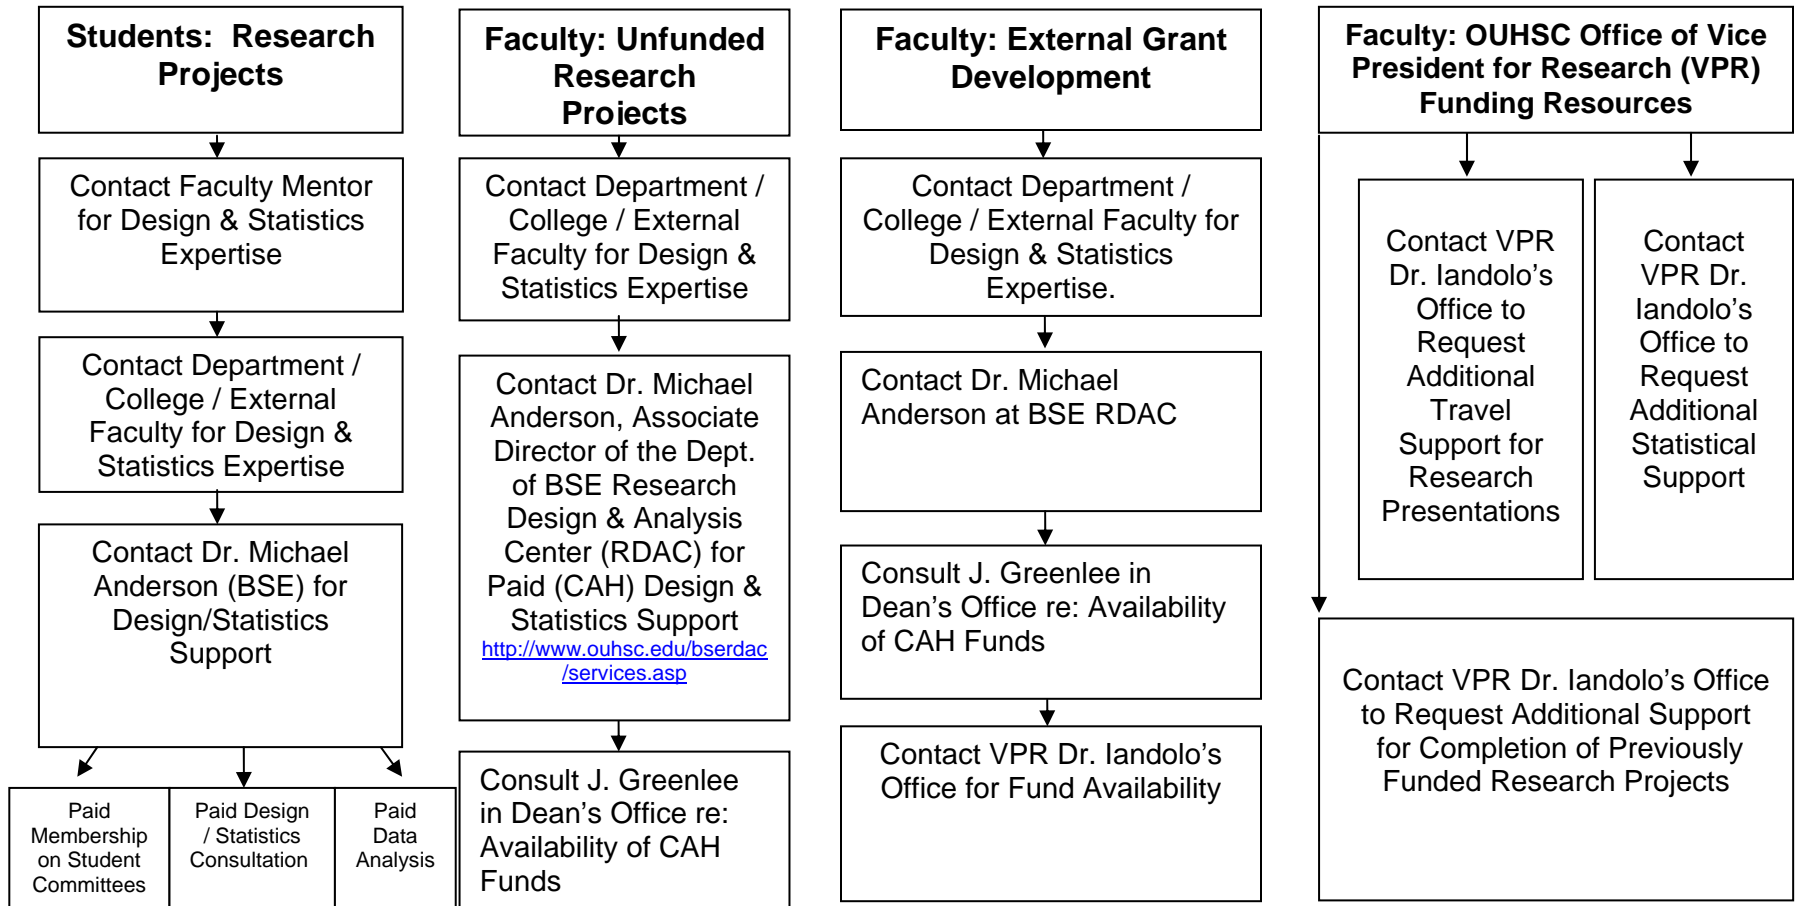 Students: Research
Projects
Contact Faculty Mentor
for Design & Statistics
Expertise
Contact Department /
College / External
Faculty for Design &
Statistics Expertise
Contact Dr. Michael
Anderson (BSE) for
Design/Statistics
Support
Paid
Membership
on Student
Committees
Paid Design
/ Statistics
Consultation
Paid
Data
Analysis
Faculty: Unfunded
Research
Projects
Contact Department /
College / External
Faculty for Design &
Statistics Expertise
Contact Dr. Michael
Anderson, Associate
Director of the Dept.
of BSE Research
Design & Analysis
Center (RDAC) for
Paid (CAH) Design &
Statistics Support
http://www.ouhsc.edu/bserdac
/services.asp
Consult J. Greenlee
in Dean’s Office re:
Availability of CAH
Funds
Faculty: External Grant
Development
Contact Department /
College / External Faculty for
Design & Statistics
Expertise.
Contact Dr. Michael
Anderson at BSE RDAC
Consult J. Greenlee in
Dean’s Office re: Availability
of CAH Funds
Contact VPR Dr. Iandolo’s
Office for Fund Availability
Faculty: OUHSC Office of Vice
President for Research (VPR)
Funding Resources
Contact VPR
Dr. Iandolo’s
Office to
Request
Additional
Travel
Support for
Research
Presentations
Contact
VPR Dr.
Iandolo’s
Office to
Request
Additional
Statistical
Support
Contact VPR Dr. Iandolo’s Office
to Request Additional Support
for Completion of Previously
Funded Research Projects